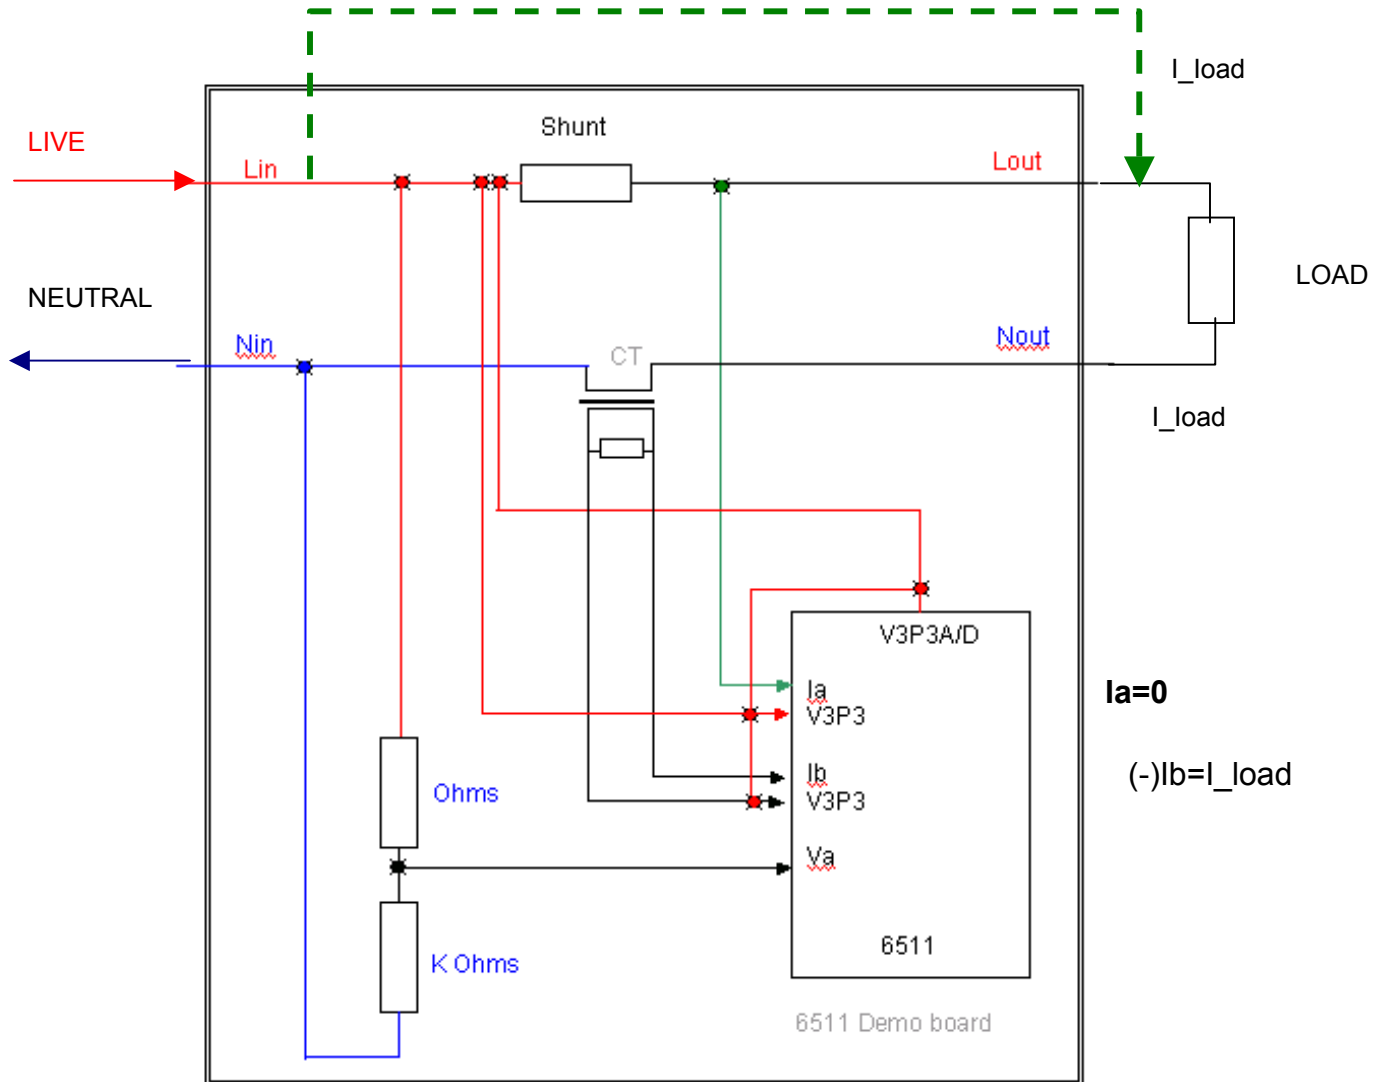 I_load
Shunt
LIVE
Lin
Lout
LOAD
NEUTRAL
Nin
CT
Nout
I_load
V3P3A/D
Ia
Ia=0
V3P3
Ib
(-)Ib=I_load
V3P3
Ohms
Va
6511
K Ohms
6511 Demo board